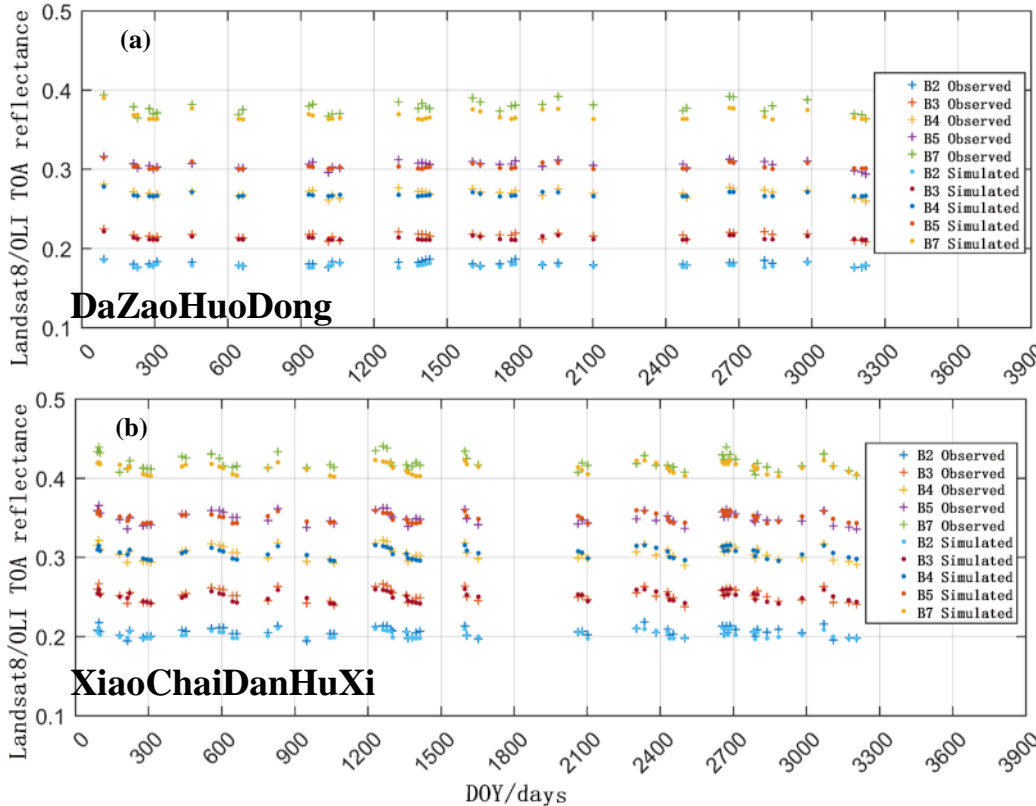 0.5
(a)
0.4
0.3
0.2
0.1
Landsat8/OLI TOA reflectance
B2 Observed
B3 Observed
B4 Observed
B5 Observed
B7 Observed
B2 Simulated
B3 Simulated
B4 Simulated
B5 Simulated
B7 Simulated
DaZaoHuoDong
0 300 600 900 1200 1500 1800 2100 2400 2700 3000 3300 3600 3900
0.5
(b)
0.4
0.3
0.2
0.1
Landsat8/OLI TOA reflectance
B2 Observed
B3 Observed
B4 Observed
B5 Observed
B7 Observed
B2 Simulated
B3 Simulated
B4 Simulated
B5 Simulated
B7 Simulated
XiaoChaiDanHuXi
0 300 600 900 1200 1500 1800 2100 2400 2700 3000 3300 3600 3900
DOY/days